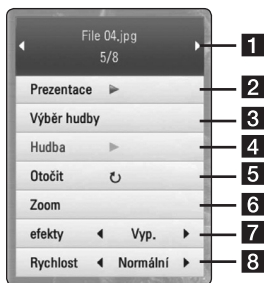 File 04.jpg
5/8
1
Prezentace
2
Výběr hudby
3
Hudba
4
Otočit
5
Zoom
6
efekty Vyp.
7
Rychlost Normální
8